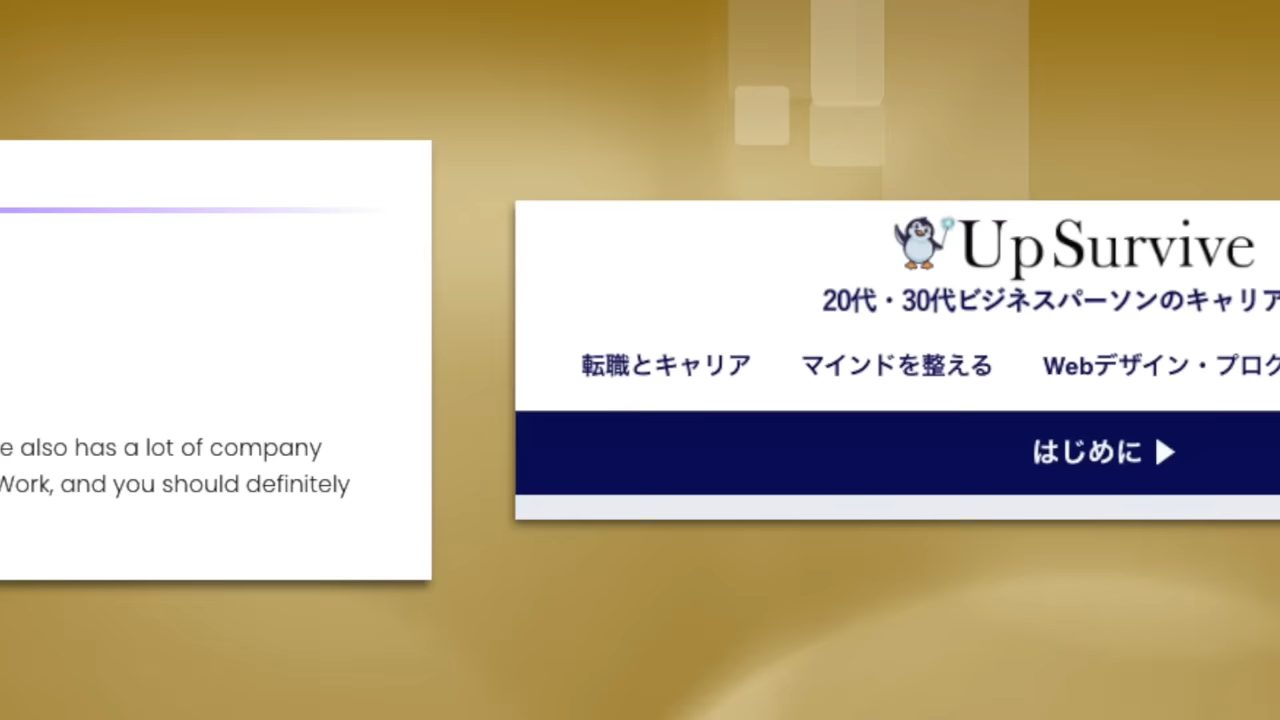 e also has a lot of company
Work, and you should definitely
Up Survive
20代・30代ビジネスパーソンのキャリア
転職とキャリア マインドを整える Webデザイン・プログ
はじめに ▶